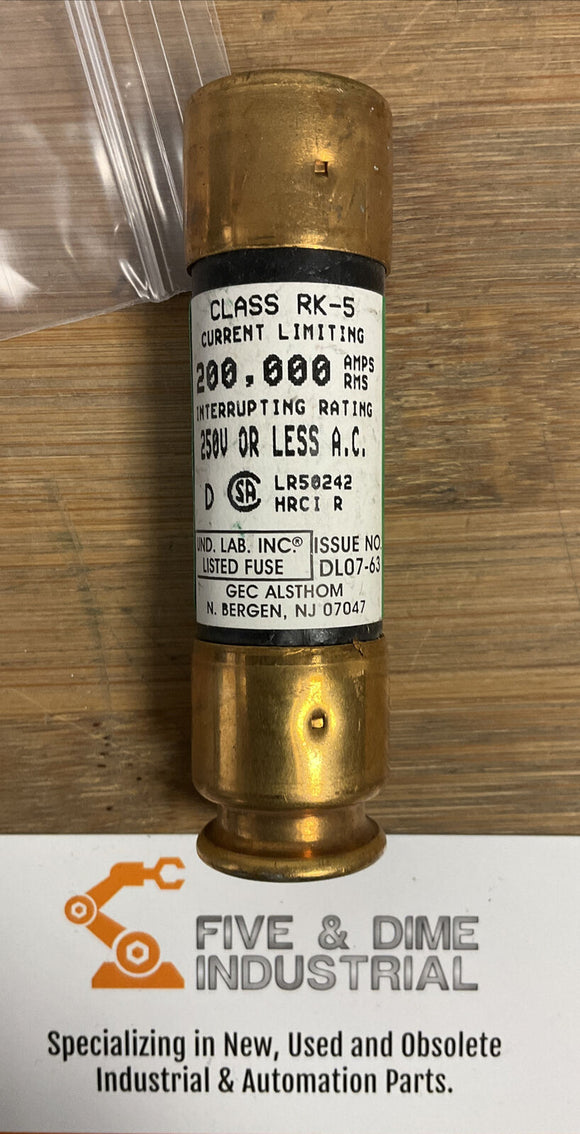 CLASS RK-5
CURRENT LIMITING
200,000 AMPS RMS
INTERRUPTING RATING
250V OR LESS A.C.
D SA LR50242
HRCI R
UND. LAB. INC.® ISSUE NO.
LISTED FUSE DL07-63
GEC ALSTHOM
N. BERGEN, NJ 07047
FIVE & DIME
INDUSTRIAL
Specializing in New, Used and Obsolete
Industrial & Automation Parts.